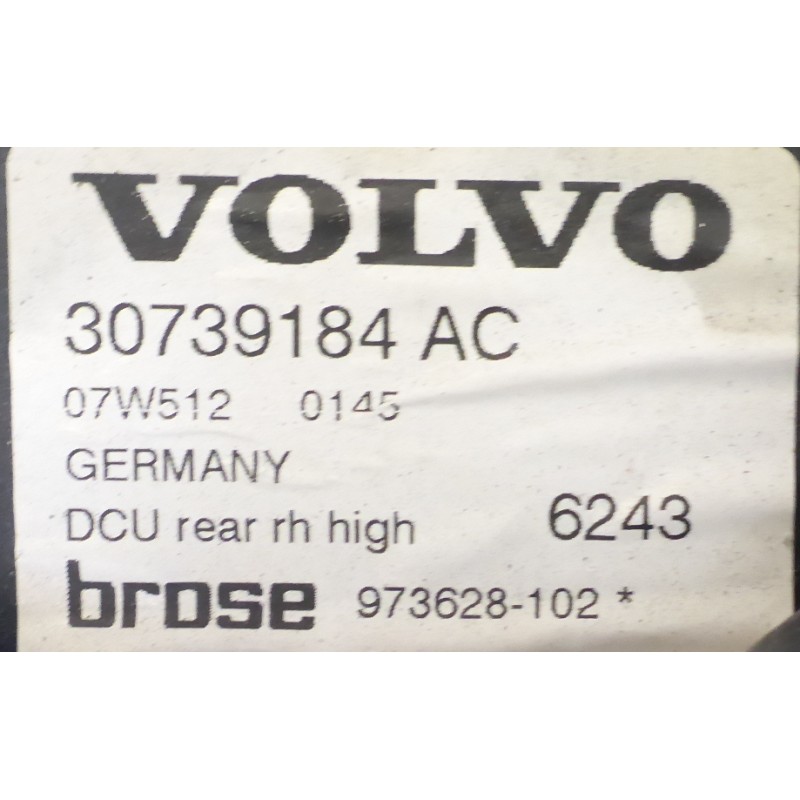 VOLVO
30739184 AC
07W512 0145
GERMANY
DCU rear rh high 6243
brose 973628-102 *